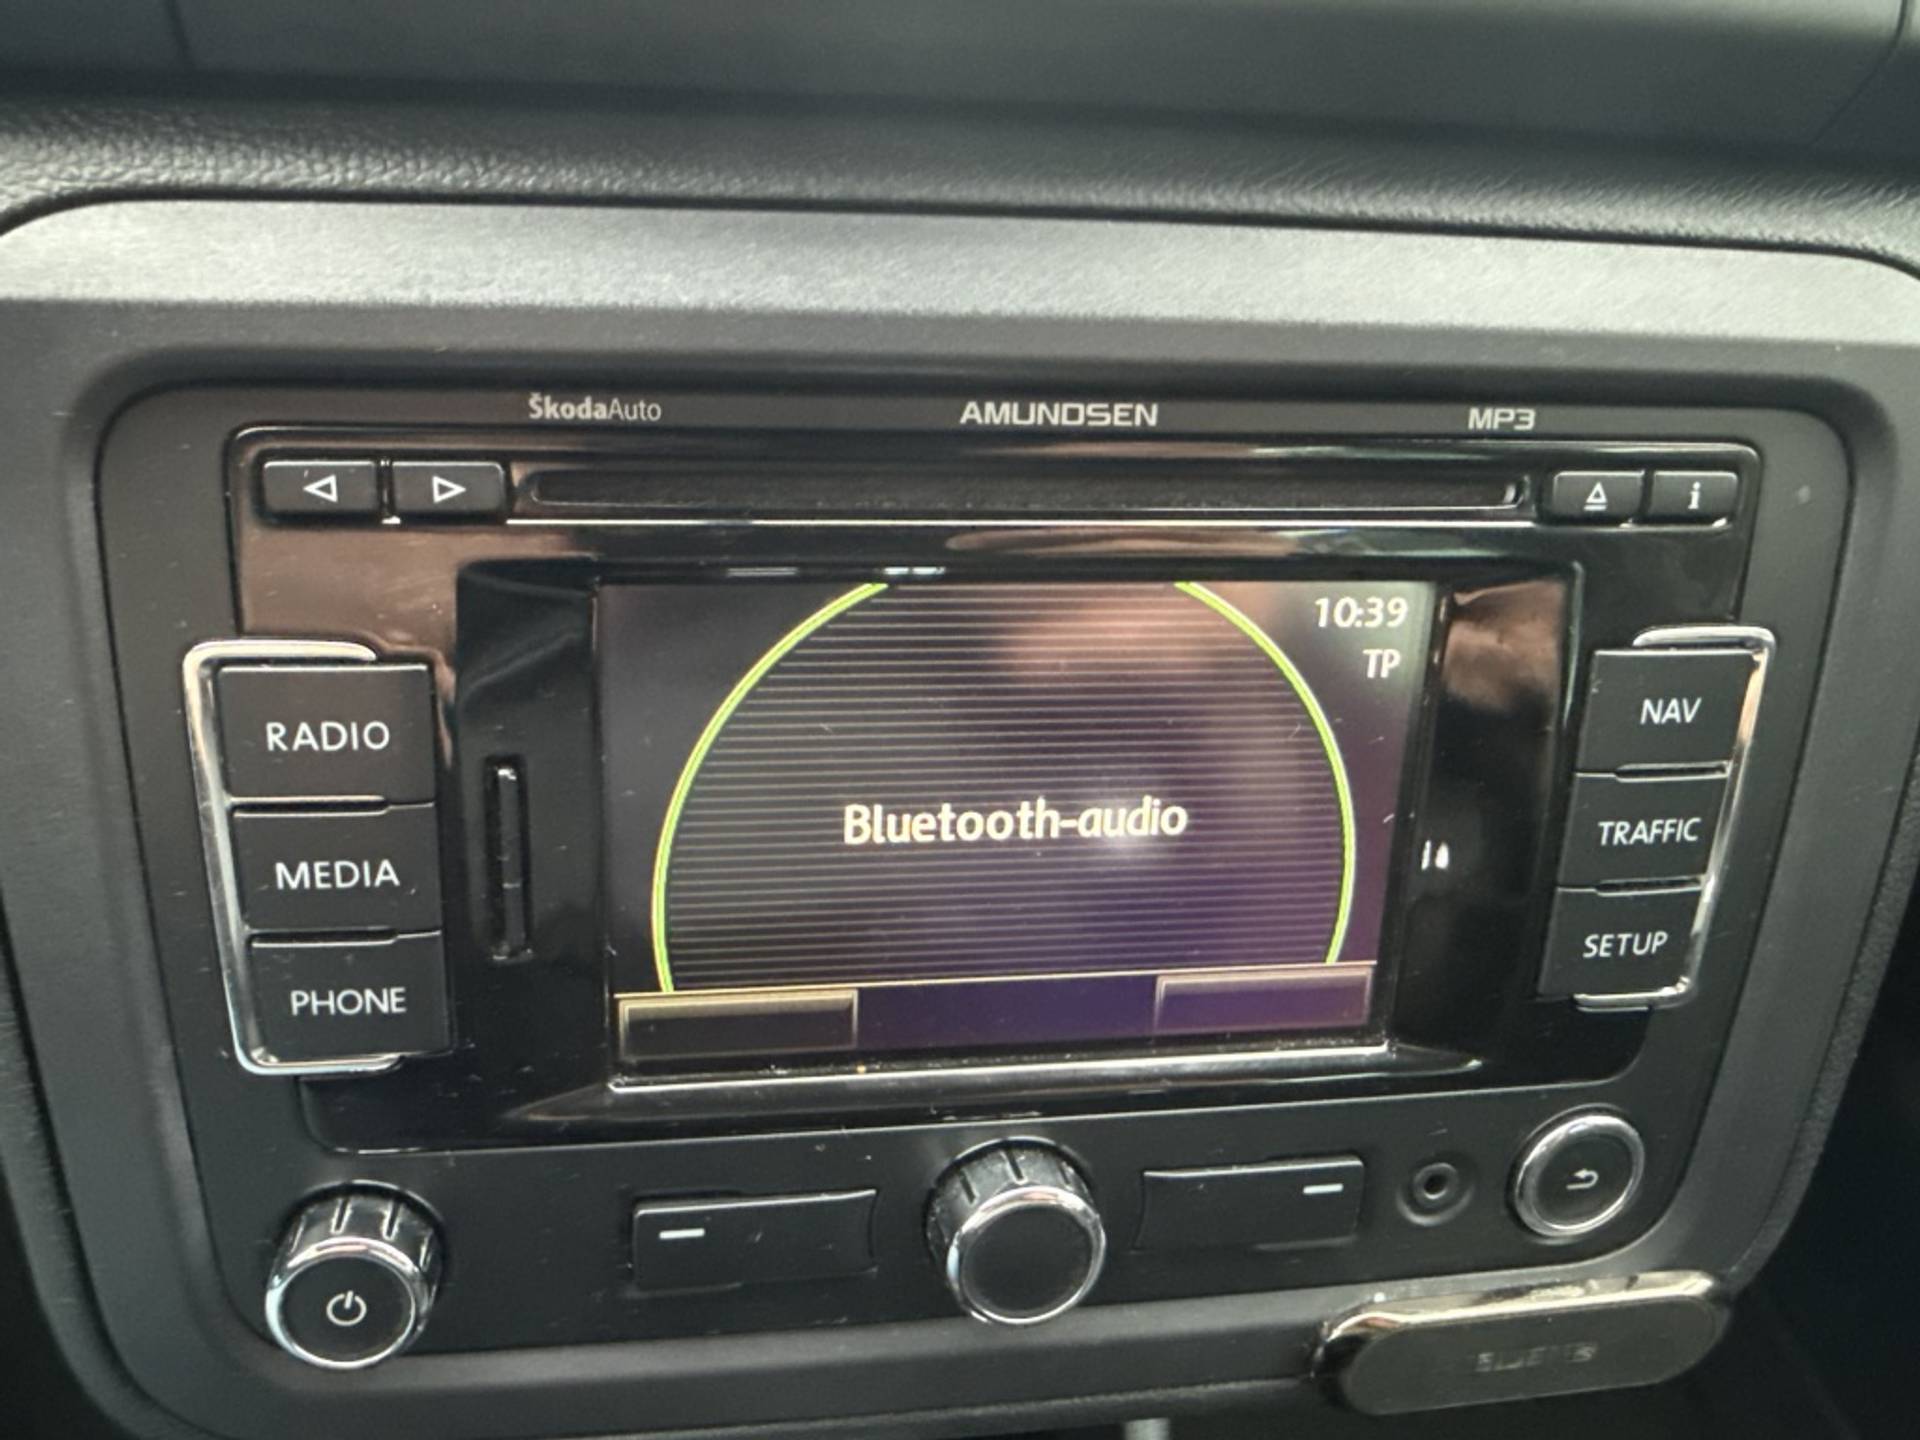 ŠkodaAuto AMUNDSEN MP3
i
10:39
TP
RADIO
NAV
MEDIA
Bluetooth-audio
TRAFFIC
PHONE
SETUP